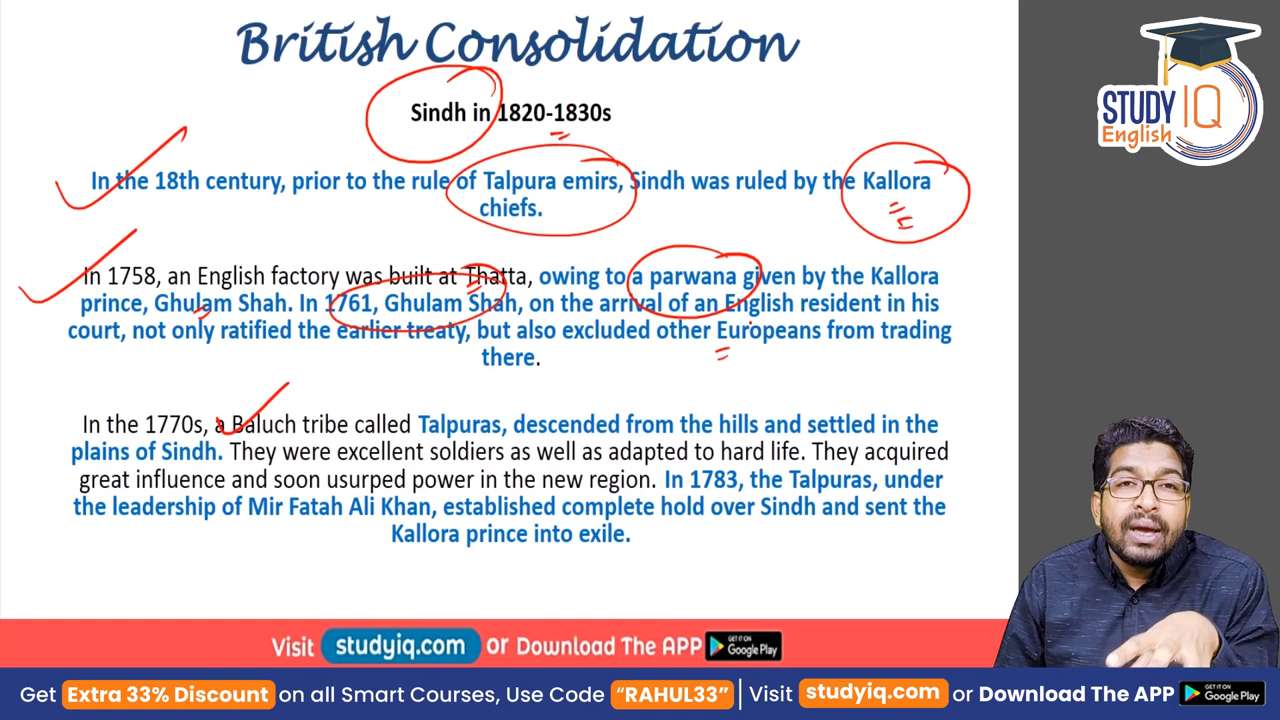 British Consolidation
STUDY IQ
English
Sindh in 1820-1830s
In the 18th century, prior to the rule of Talpura emirs, Sindh was ruled by the Kallora
chiefs.
In 1758, an English factory was built at Thatta, owing to a parwana given by the Kallora
prince, Ghulam Shah. In 1761, Ghulam Shah, on the arrival of an English resident in his
court, not only ratified the earlier treaty, but also excluded other Europeans from trading
there.
In the 1770s, a Baluch tribe called Talpuras, descended from the hills and settled in the
plains of Sindh. They were excellent soldiers as well as adapted to hard life. They acquired
great influence and soon usurped power in the new region. In 1783, the Talpuras, under
the leadership of Mir Fatah Ali Khan, established complete hold over Sindh and sent the
Kallora prince into exile.
Visit studyiq.com or Download The APP GET IT ON Google Play
Get Extra 33% Discount on all Smart Courses, Use Code “RAHUL33” Visit studyiq.com or Download The APP GET IT ON Google Play